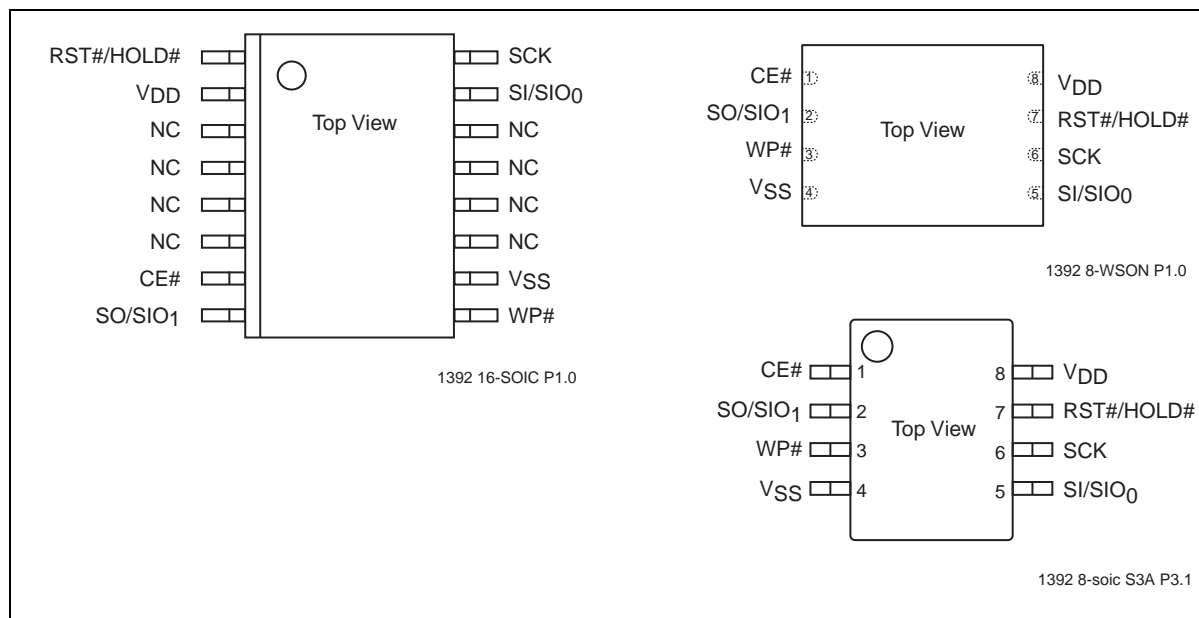 RST#/HOLD# SCK
VDD SI/SIO0
NC NC
Top View
NC NC
NC NC
NC NC
CE# VSS
SO/SIO1 WP#
1392 16-SOIC P1.0
CE# 1 8 VDD
SO/SIO1 2 7 RST#/HOLD#
Top View
WP# 3 6 SCK
VSS 4 5 SI/SIO0
1392 8-WSON P1.0
CE# 1 8 VDD
SO/SIO1 2 7 RST#/HOLD#
Top View
WP# 3 6 SCK
VSS 4 5 SI/SIO0
1392 8-soic S3A P3.1